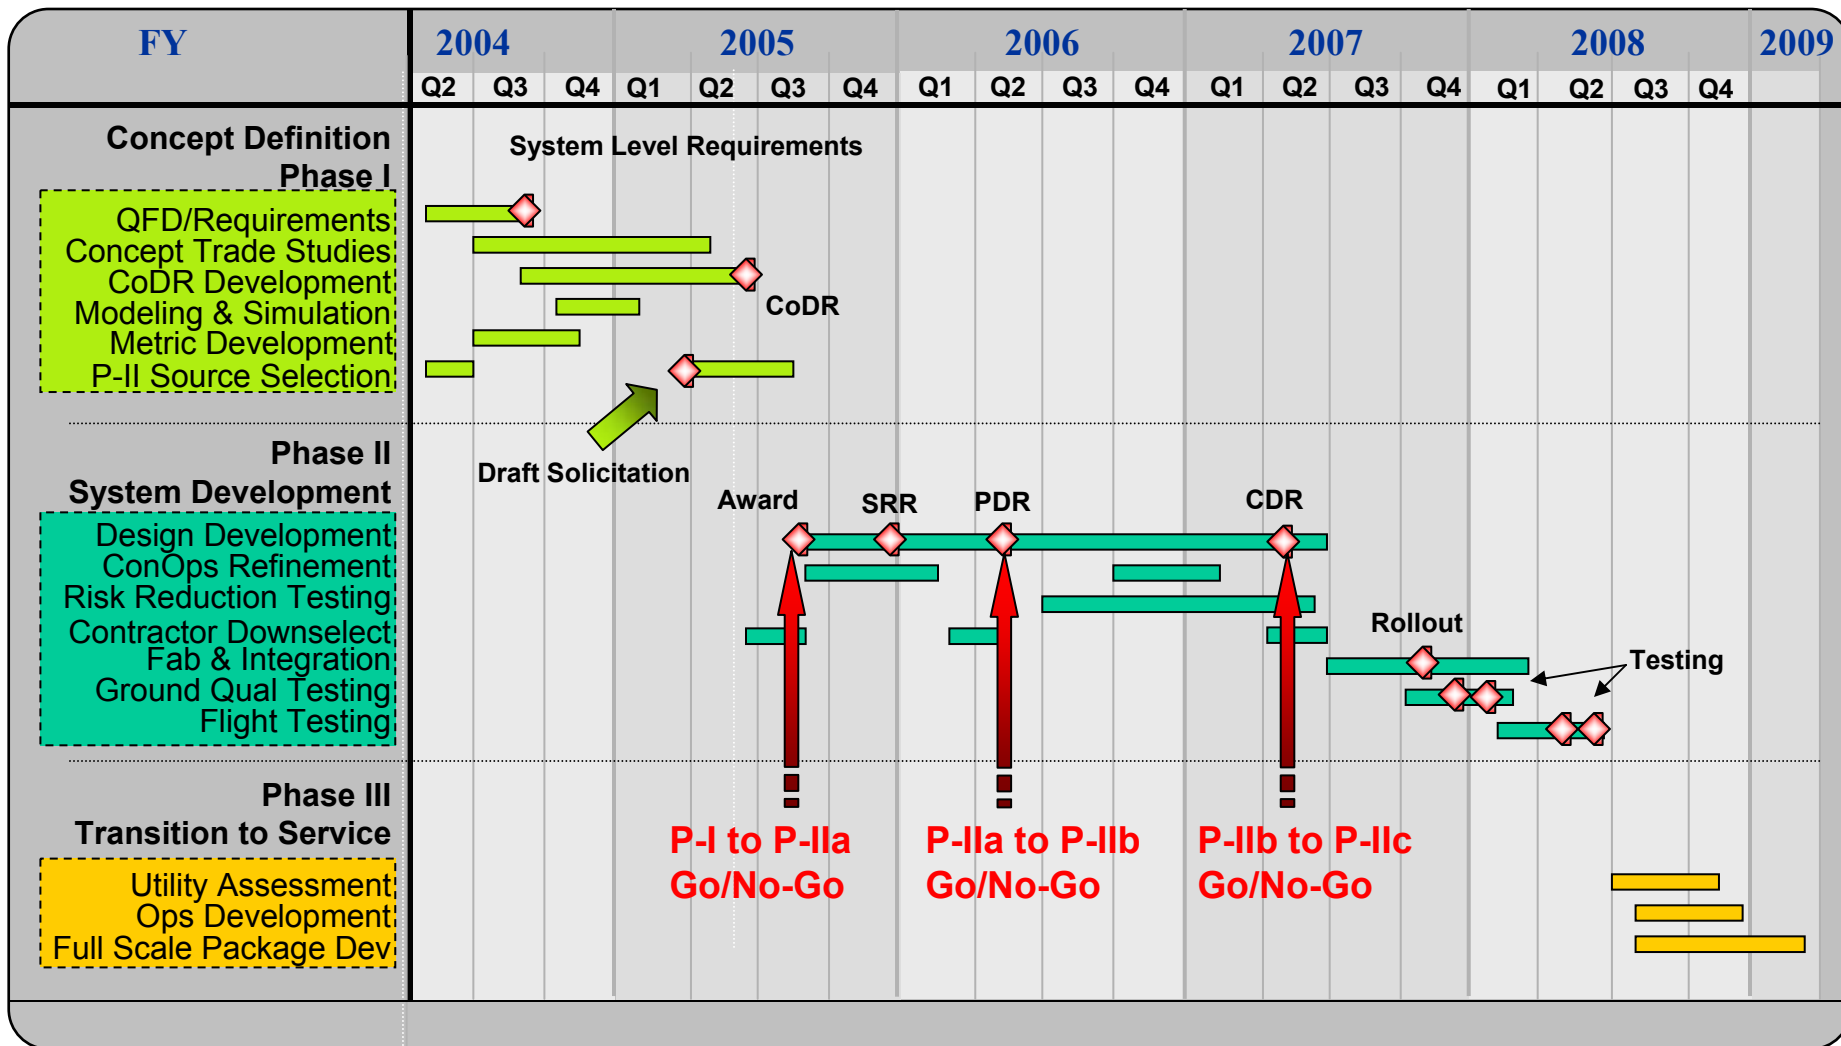 FY 2004 2005 2006 2007 2008 2009
Q2 Q3 Q4 Q1 Q2 Q3 Q4 Q1 Q2 Q3 Q4 Q1 Q2 Q3 Q4 Q1 Q2 Q3 Q4
Concept Definition
Phase I
System Level Requirements
QFD/Requirements
Concept Trade Studies
CoDR Development
Modeling & Simulation
CoDR
Metric Development
P-II Source Selection
Draft Solicitation
Phase II
System Development
Award
SRR
PDR
CDR
Design Development
ConOps Refinement
Risk Reduction Testing
Contractor Downselect
Rollout
Fab & Integration
Testing
Ground Qual Testing
Flight Testing
Phase III
Transition to Service
P-I to P-IIa
Go/No-Go
P-IIa to P-IIb
Go/No-Go
P-IIb to P-IIc
Go/No-Go
Utility Assessment
Ops Development
Full Scale Package Dev